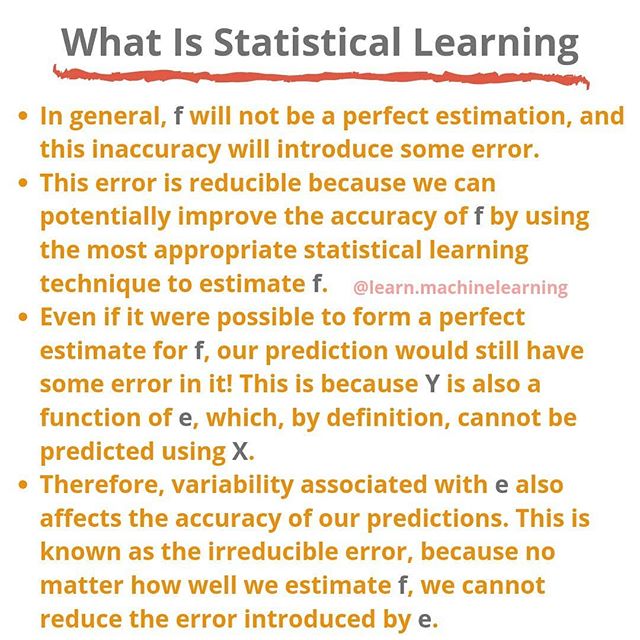 What Is Statistical Learning
• In general, f will not be a perfect estimation, and
this inaccuracy will introduce some error.
• This error is reducible because we can
potentially improve the accuracy of f by using
the most appropriate statistical learning
technique to estimate f. @learn.machinelearning
• Even if it were possible to form a perfect
estimate for f, our prediction would still have
some error in it! This is because Y is also a
function of e, which, by definition, cannot be
predicted using X.
• Therefore, variability associated with e also
affects the accuracy of our predictions. This is
known as the irreducible error, because no
matter how well we estimate f, we cannot
reduce the error introduced by e.